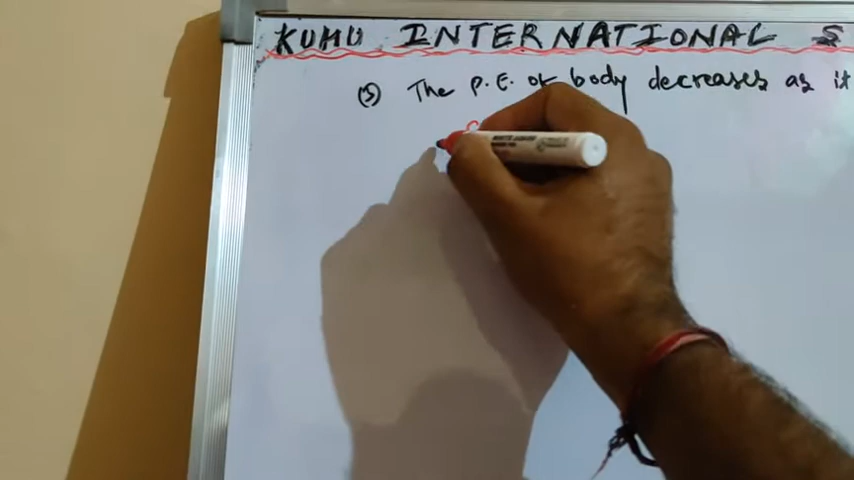 KUHU INTERNATIONAL S
(5) The P.E. of body decreases as it